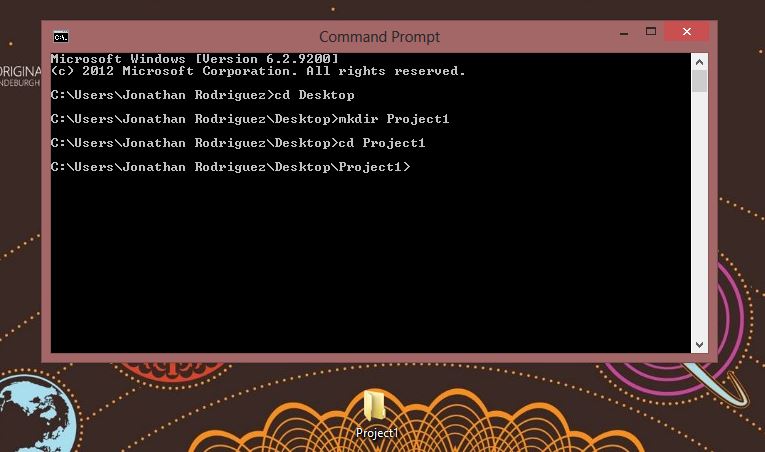 Command Prompt
Microsoft Windows [Version 6.2.9200]
(c) 2012 Microsoft Corporation. All rights reserved.
C:\Users\Jonathan Rodriguez>cd Desktop
C:\Users\Jonathan Rodriguez\Desktop>mkdir Project1
C:\Users\Jonathan Rodriguez\Desktop>cd Project1
C:\Users\Jonathan Rodriguez\Desktop\Project1>
ORIGINA
NDEBURGH
Project1